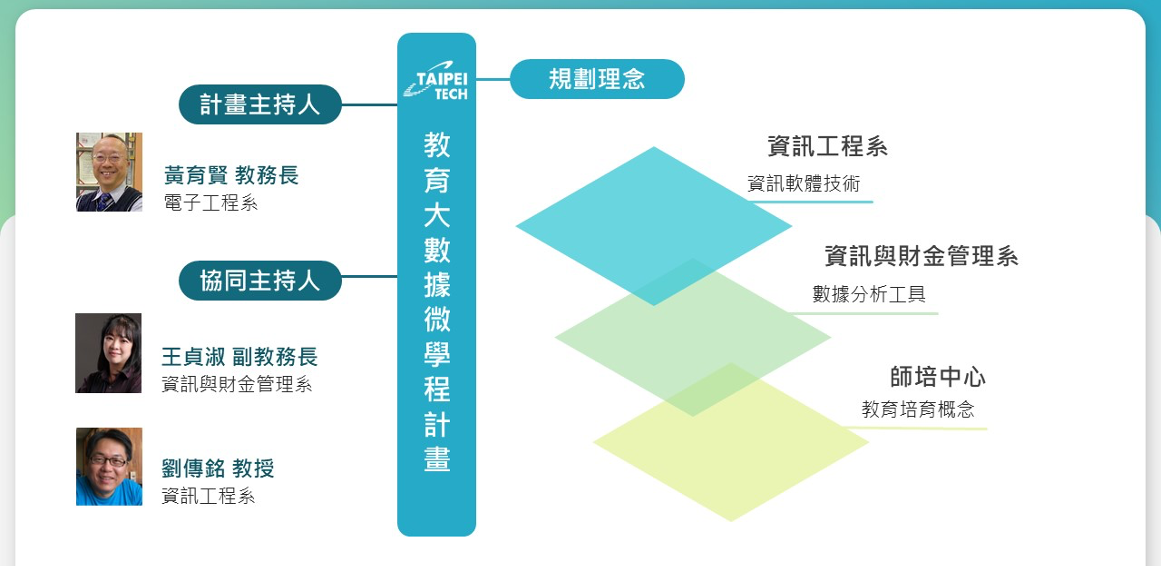 計畫主持人
黃育賢 教務長
電子工程系
協同主持人
王貞淑 副教務長
資訊與財金管理系
劉傳銘 教授
資訊工程系
TAIPEI
TECH
教育大數據微學程計畫
規劃理念
資訊工程系
資訊軟體技術
資訊與財金管理系
數據分析工具
師培中心
教育培育概念